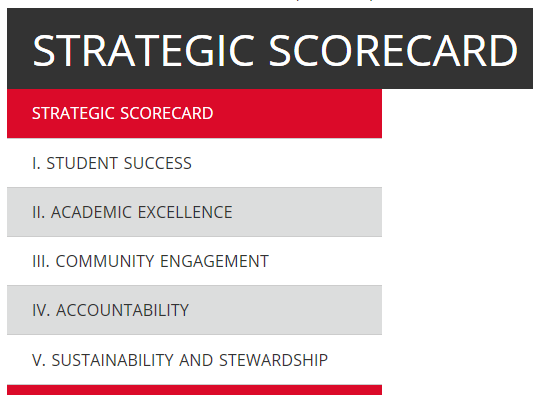 STRATEGIC SCORECARD
STRATEGIC SCORECARD
I. STUDENT SUCCESS
II. ACADEMIC EXCELLENCE
III. COMMUNITY ENGAGEMENT
IV. ACCOUNTABILITY
V. SUSTAINABILITY AND STEWARDSHIP